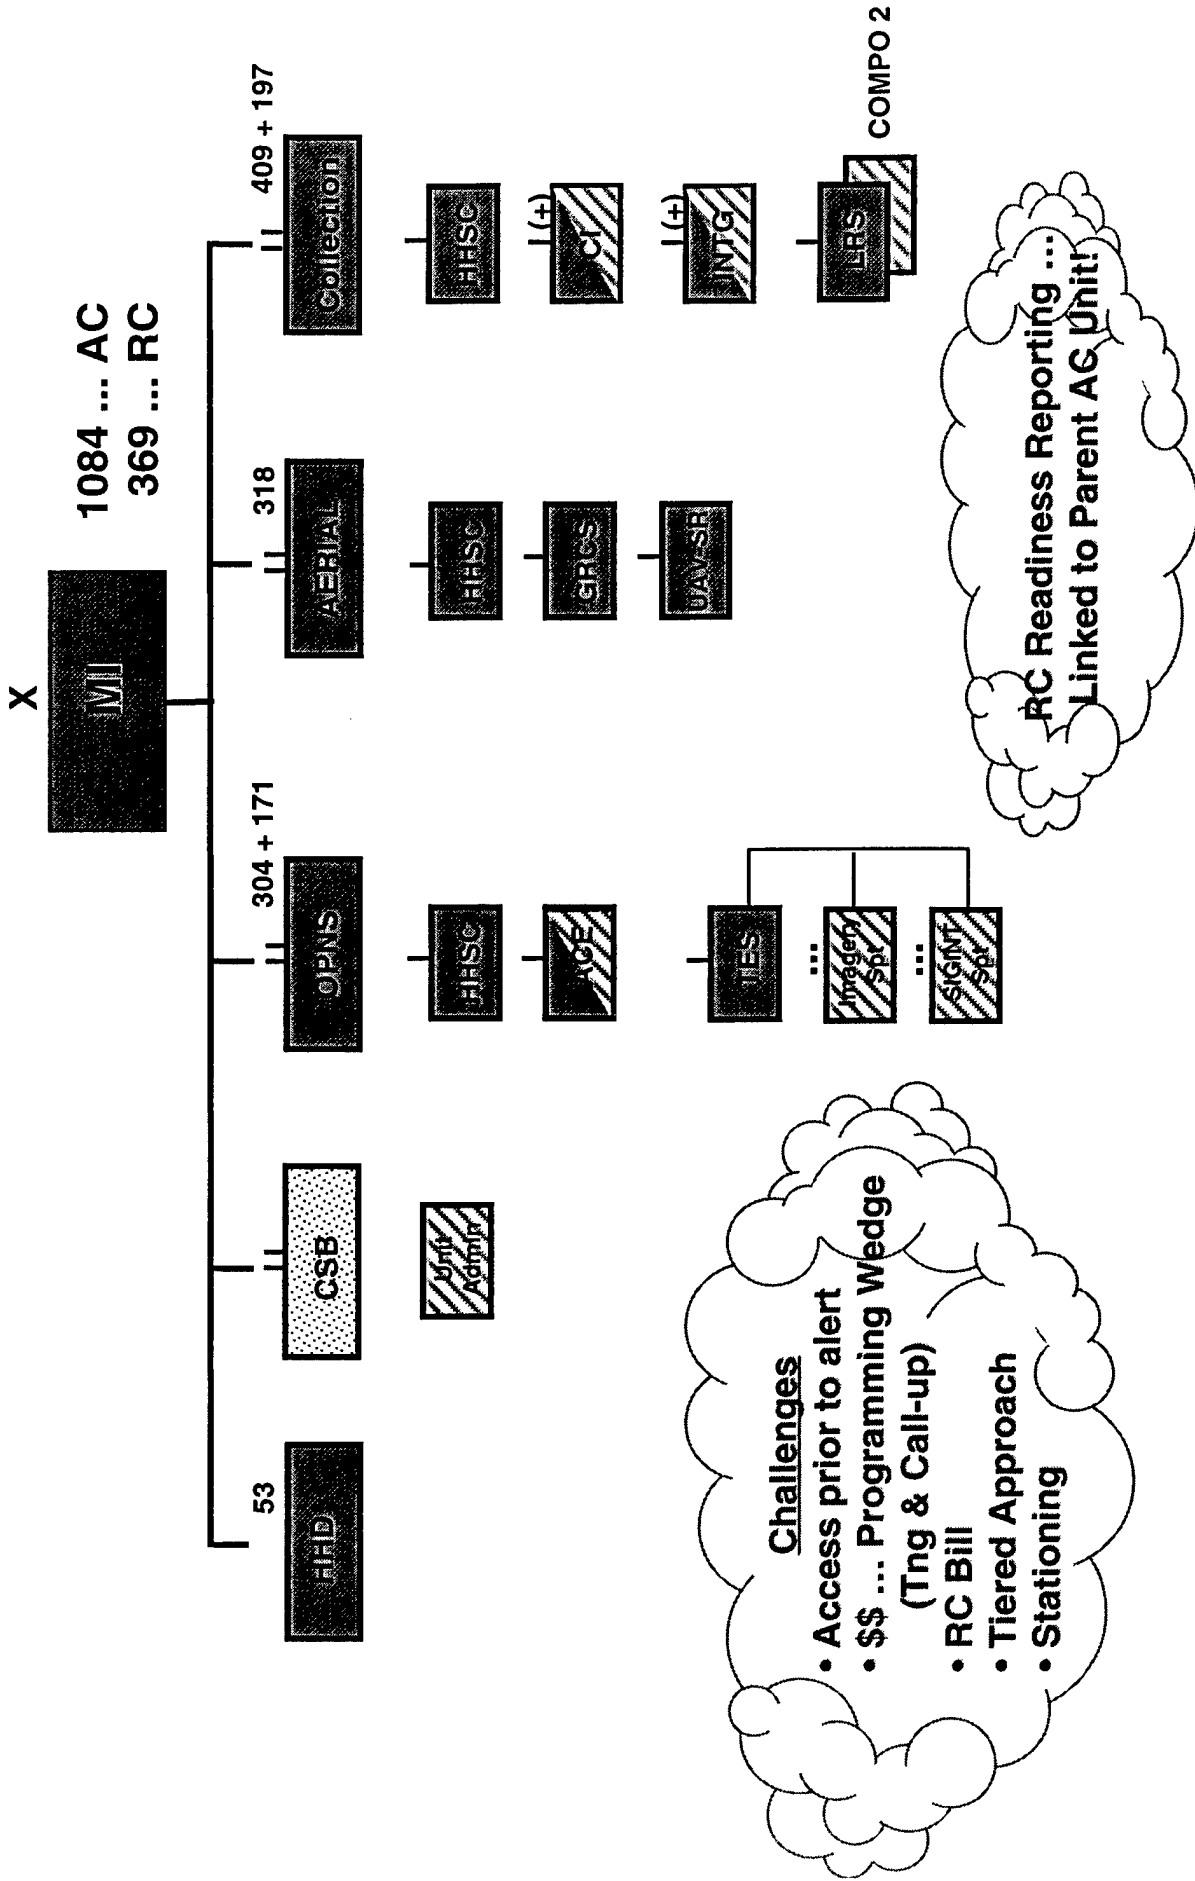 X
MI
1084 ... AC
369 ... RC
53
HHD
CSB
Unit
Admin
304 + 171
OPNS
HHSC
ACE
TES
...
Imagery
Spt
...
SIGINT
Spt
318
AERIAL
HHSC
GRCS
UAV-SR
409 + 197
Collection
HHSC
(+)
CI
(+)
INTG
LRS
COMPO 2
Challenges
• Access prior to alert
• $$ ... Programming Wedge
(Tng & Call-up)
• RC Bill
• Tiered Approach
• Stationing
RC Readiness Reporting ...
Linked to Parent AC Unit!